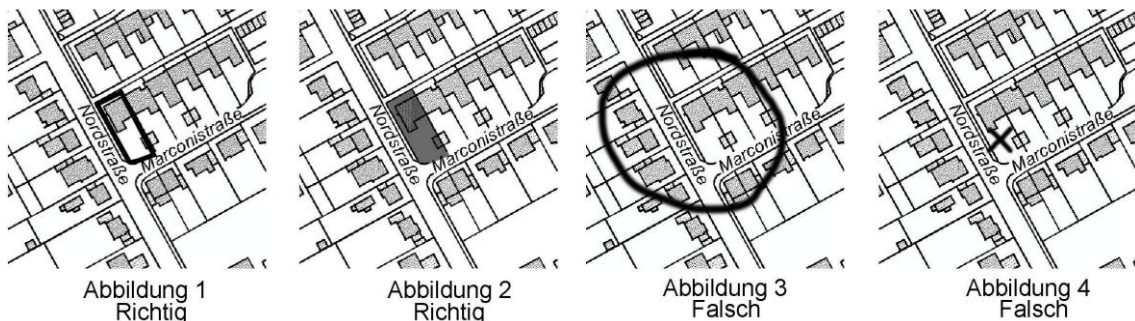 Nordstraße
Marconistraße
Nordstraße
Marconistraße
Nordstraße
Marconistraße
Nordstraße
Marconistraße
Abbildung 1
Richtig
Abbildung 2
Richtig
Abbildung 3
Falsch
Abbildung 4
Falsch